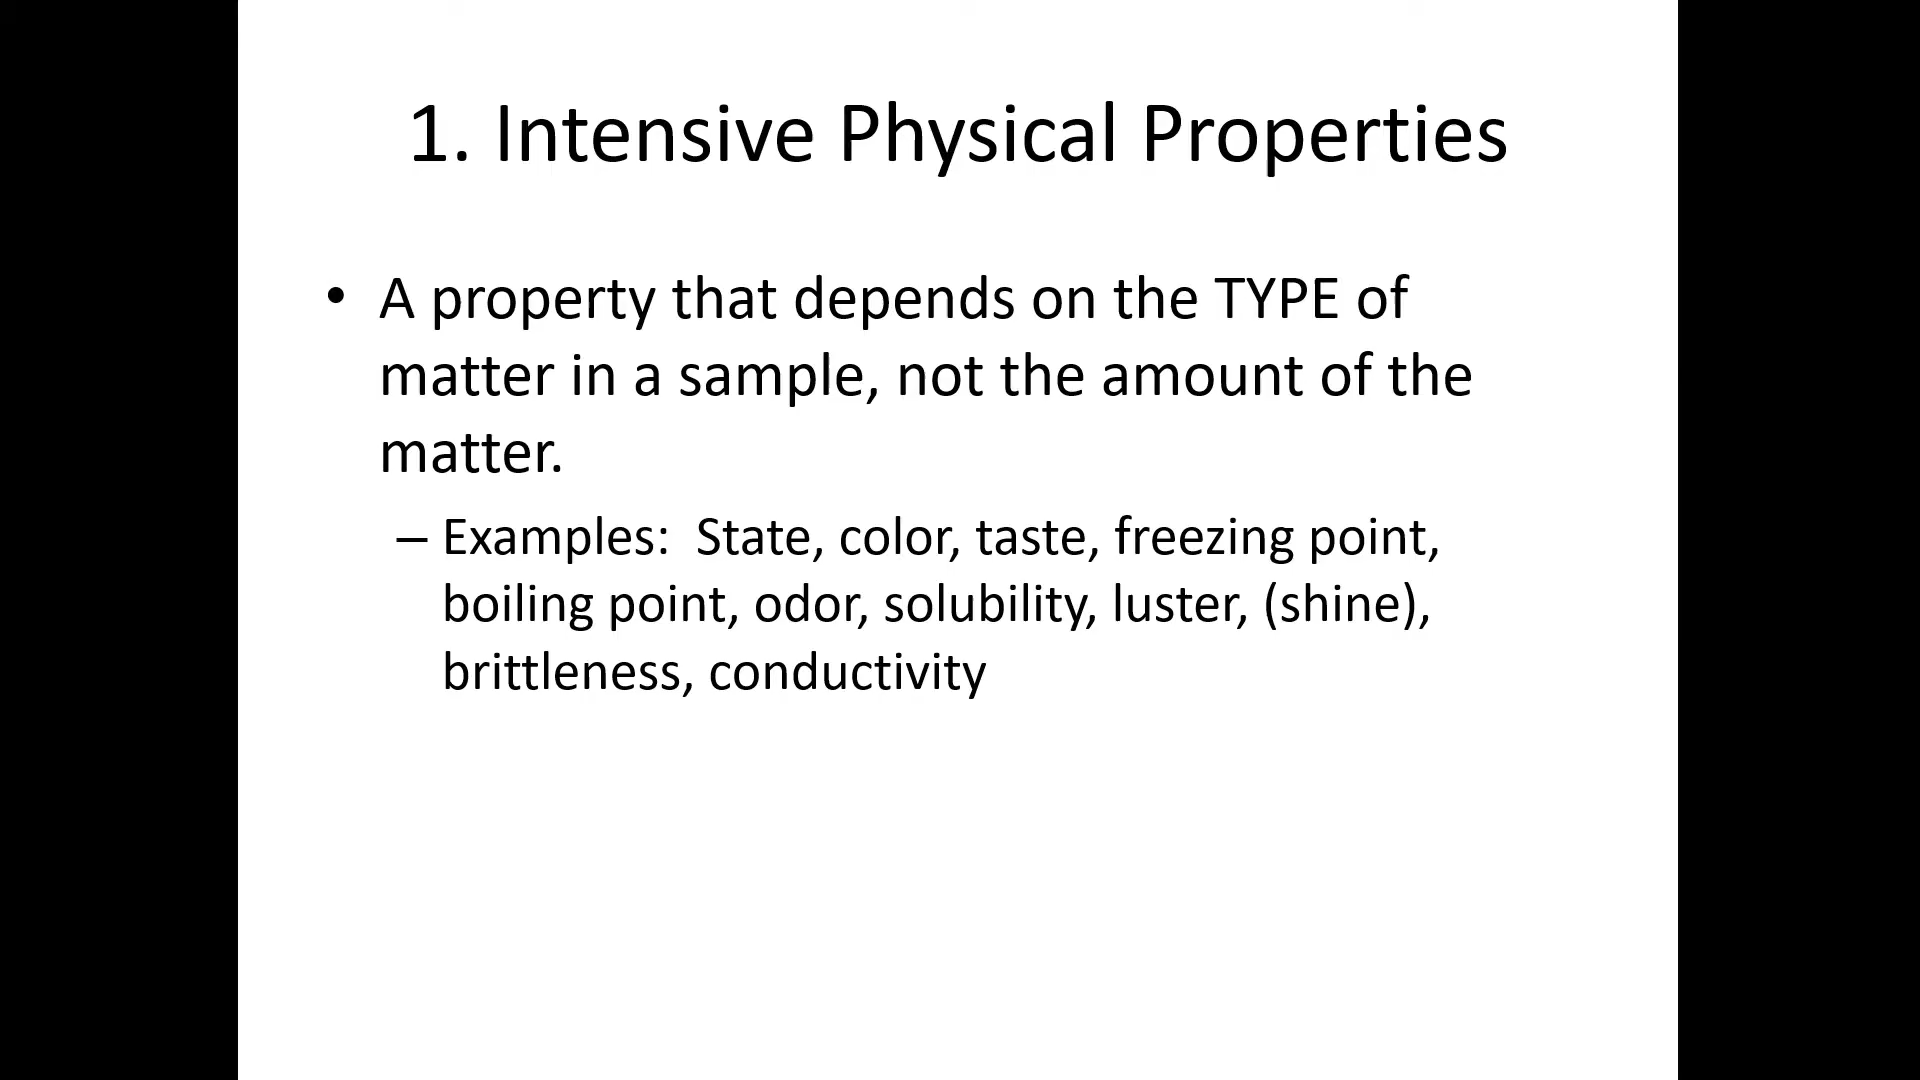 1. Intensive Physical Properties
• A property that depends on the TYPE of
matter in a sample, not the amount of the
matter.
– Examples:  State, color, taste, freezing point,
boiling point, odor, solubility, luster, (shine),
brittleness, conductivity